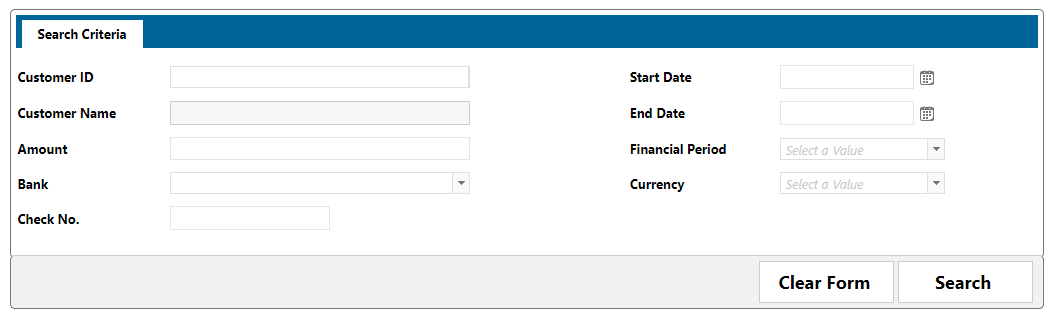 Search Criteria
Customer ID
Start Date
Customer Name
End Date
Amount
Financial Period
Select a Value
Bank
Currency
Select a Value
Check No.
Clear Form
Search